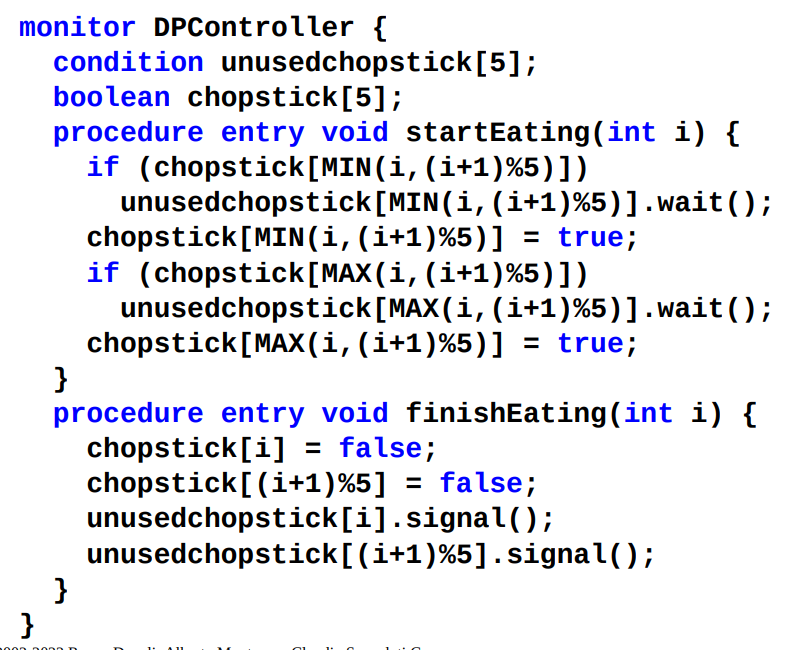 monitor DPController {
condition unusedchopstick[5];
boolean chopstick[5];
procedure entry void startEating(int i) {
if (chopstick[MIN(i,(i+1)%5)])
unusedchopstick[MIN(i,(i+1)%5)].wait();
chopstick[MIN(i,(i+1)%5)] = true;
if (chopstick[MAX(i,(i+1)%5)])
unusedchopstick[MAX(i,(i+1)%5)].wait();
chopstick[MAX(i,(i+1)%5)] = true;
}
procedure entry void finishEating(int i) {
chopstick[i] = false;
chopstick[(i+1)%5] = false;
unusedchopstick[i].signal();
unusedchopstick[(i+1)%5].signal();
}
}